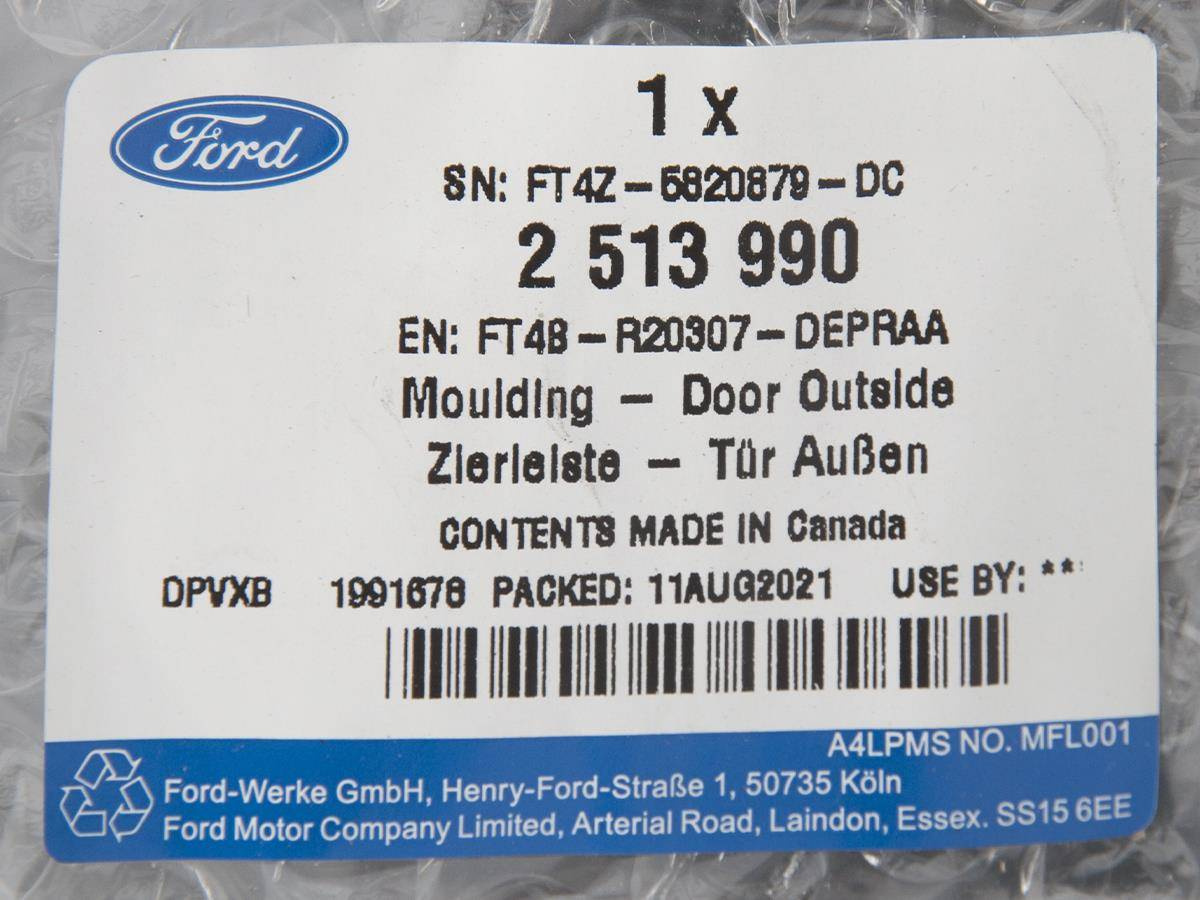 Ford
1 x
SN: FT4Z-5820879-DC
2 513 990
EN: FT4B-R20307-DEPRAA
Moulding - Door Outside
Zierleiste - Tür Außen
CONTENTS MADE IN Canada
DPVXB 1991678 PACKED: 11AUG2021 USE BY: **
A4LPMS NO. MFL001
Ford-Werke GmbH, Henry-Ford-Straße 1, 50735 Köln
Ford Motor Company Limited, Arterial Road, Laindon, Essex. SS15 6EE